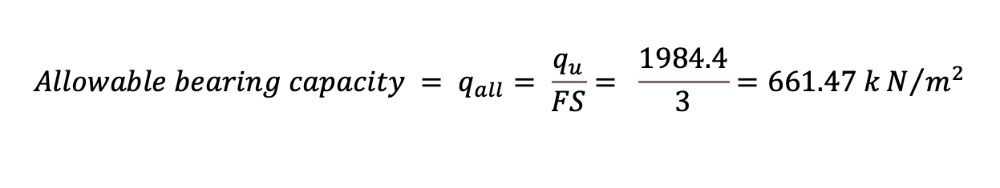 Allowable bearing capacity = q_all = q_u/FS = 1984.4/3 = 661.47 k N/m²